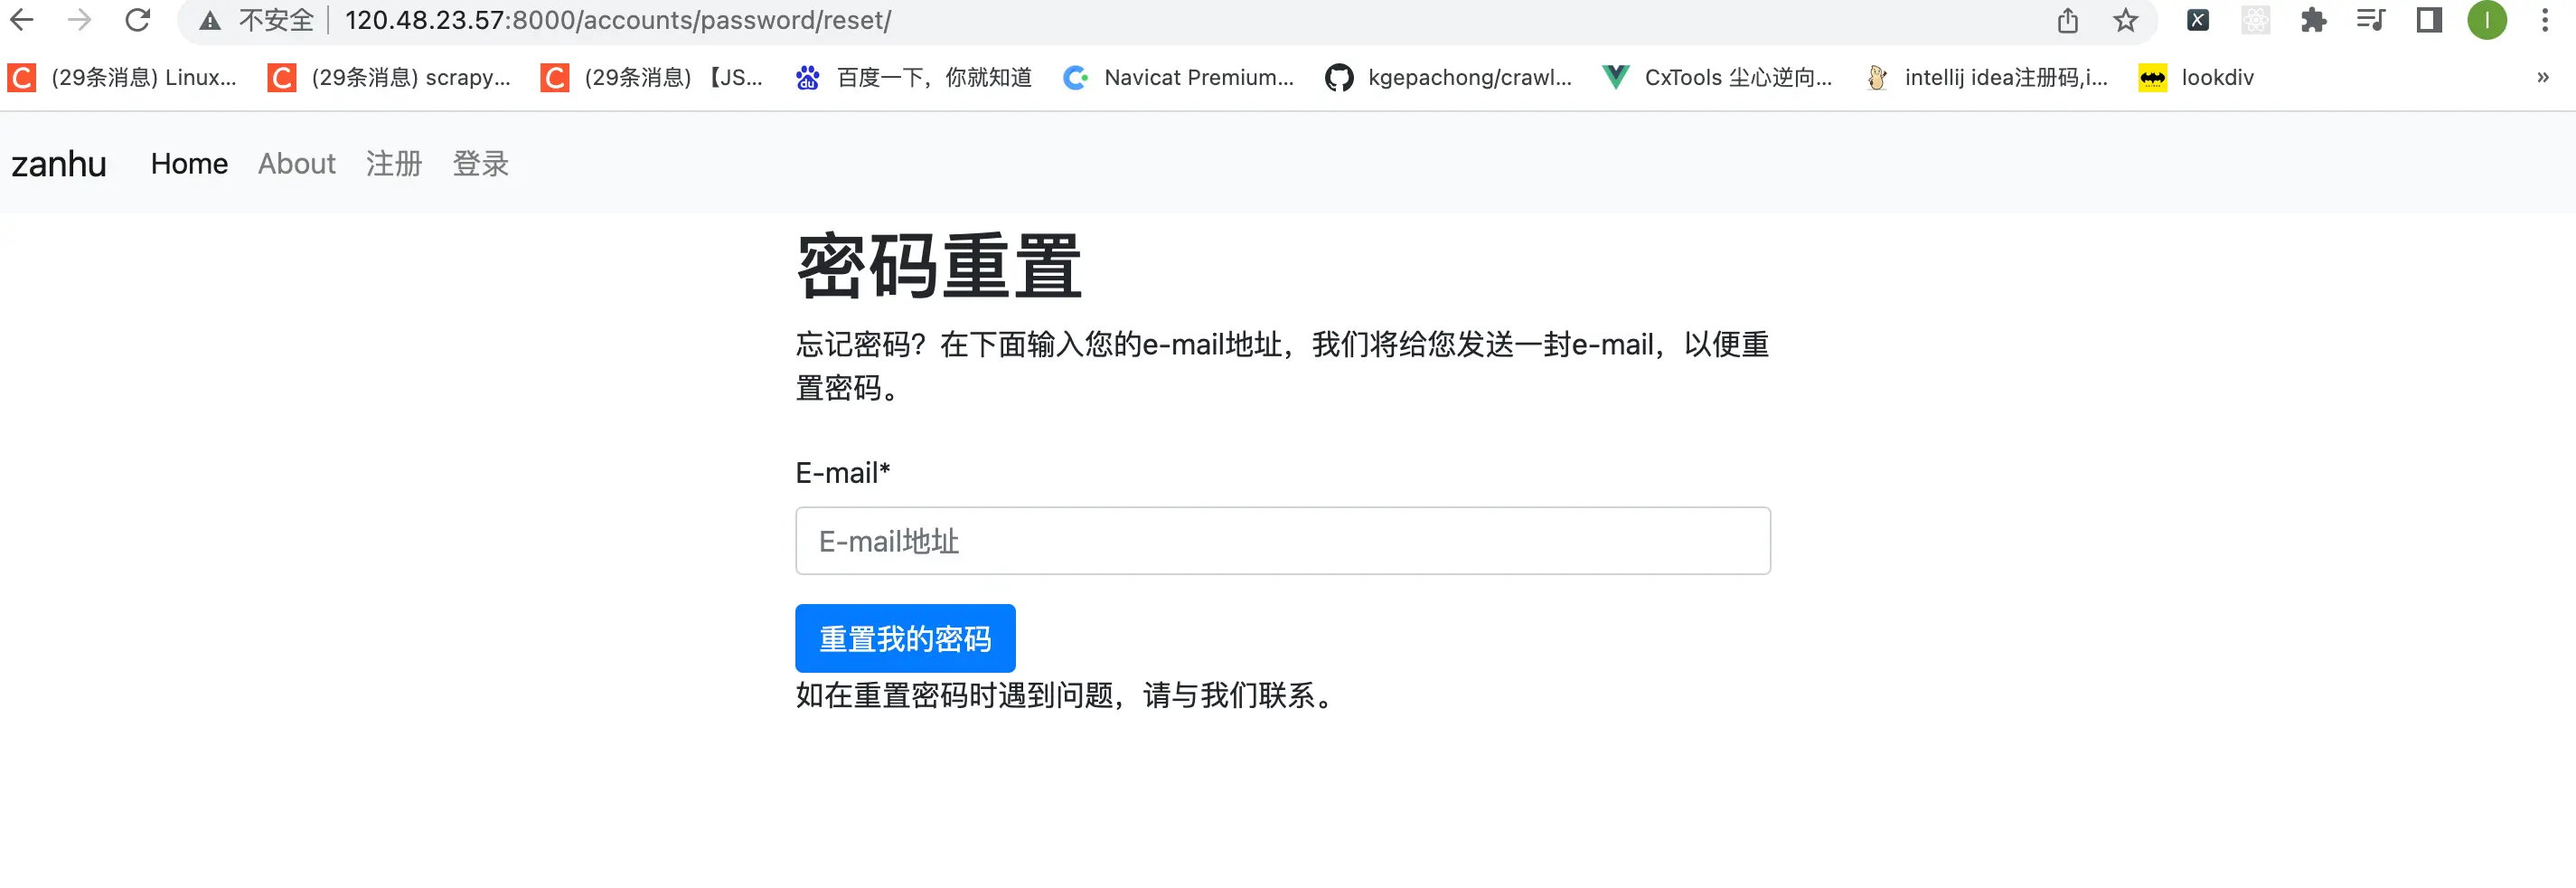 不安全 120.48.23.57:8000/accounts/password/reset/
(29条消息) Linux... (29条消息) scrapy... (29条消息) 【JS... 百度一下，你就知道 Navicat Premium... kgepachong/crawl... CxTools 尘心逆向... intellij idea注册码,i... lookdiv »
zanhu Home About 注册 登录
密码重置
忘记密码？在下面输入您的e-mail地址，我们将给您发送一封e-mail，以便重
置密码。
E-mail*
E-mail地址
重置我的密码
如在重置密码时遇到问题，请与我们联系。